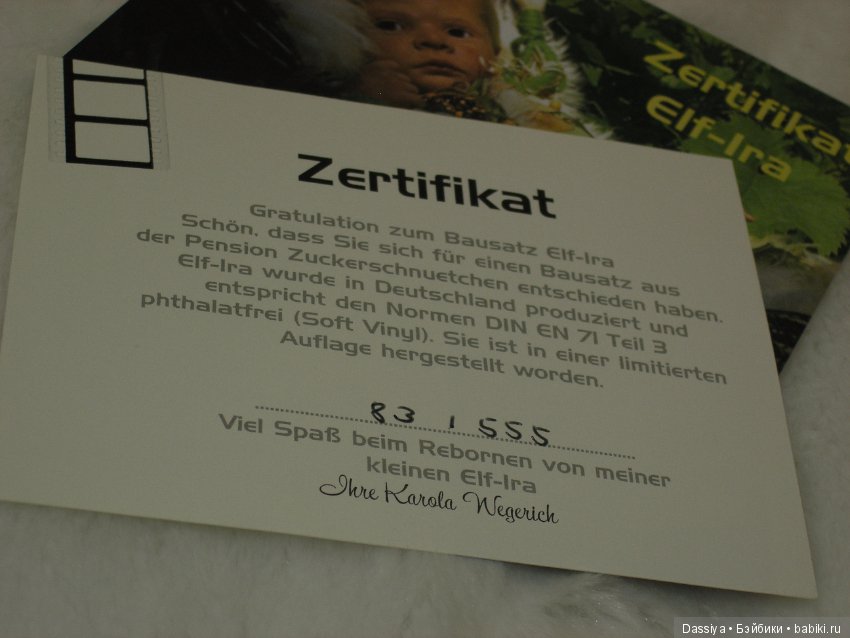 Zertifikat
Elf-Ira
Zertifikat
Gratulation zum Bausatz Elf-Ira
Schön, dass Sie sich für einen Bausatz aus
der Pension Zuckerschnuetchen entschieden haben.
Elf-Ira wurde in Deutschland produziert und
entspricht den Normen DIN EN 71 Teil 3
phthalatfrei (Soft Vinyl). Sie ist in einer limitierten
Auflage hergestellt worden.
83 / 555
Viel Spaß beim Rebornen von meiner
kleinen Elf-Ira
Ihre Karola Wegerich
Dassiya • Бэйбики • babiki.ru